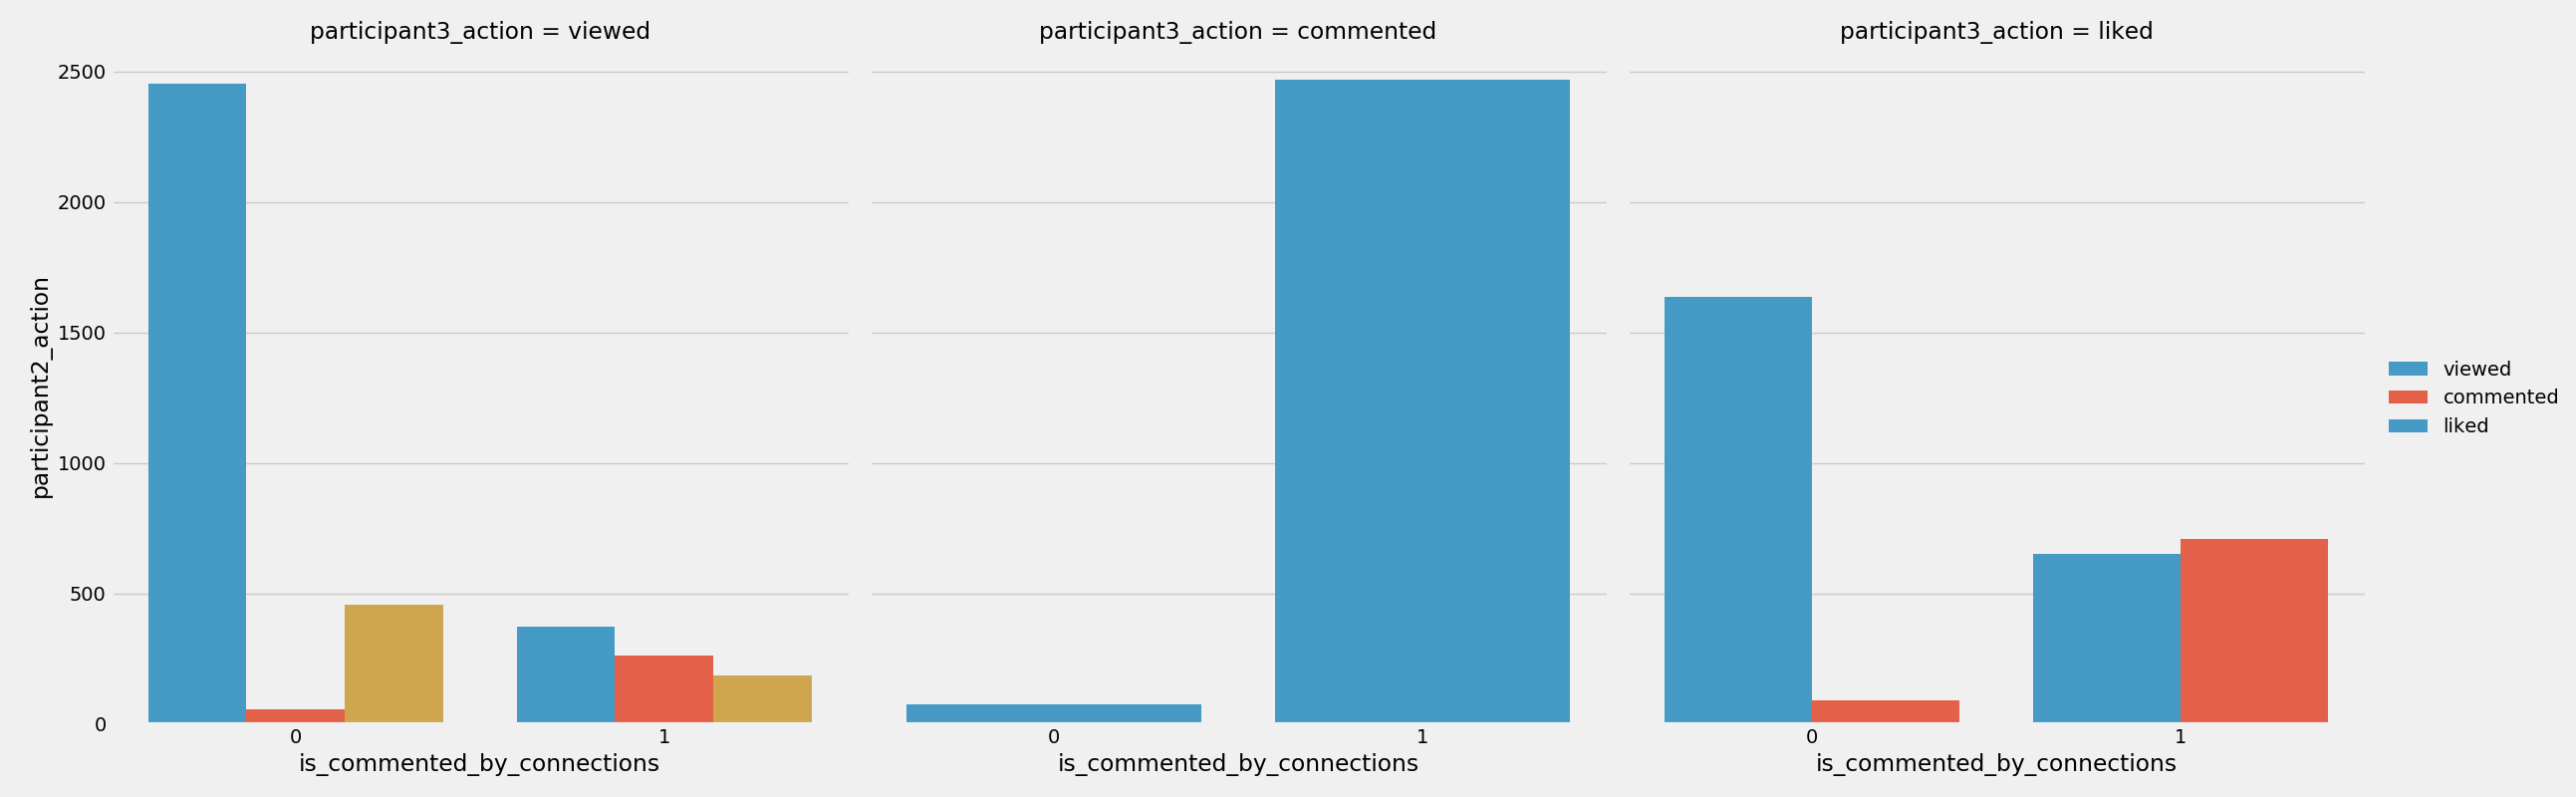 participant3_action = viewed
participant3_action = commented
participant3_action = liked
participant2_action
2500
2000
1500
1000
500
0
0 1
0 1
0 1
is_commented_by_connections
is_commented_by_connections
is_commented_by_connections
viewed
commented
liked